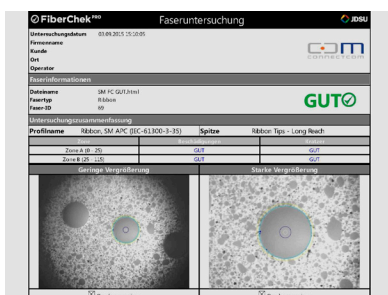 FiberChek PRO Faseruntersuchung JDSU
Untersuchungsdatum 03.09.2015 15:10:05
Firmenname
Kunde
Ort
Operator
CONNECTCOM
Faserinformationen
Dateiname SM FC GUT.html
Fasertyp Ribbon
Faser-ID 69
GUT
Untersuchungszusammenfassung
Profilname Ribbon, SM APC (IEC-61300-3-35) Spitze Ribbon Tips - Long Reach
Zone A (0 - 25) GUT GUT
Zone B (25 - 115) GUT GUT
Geringe Vergrößerung Starke Vergrößerung